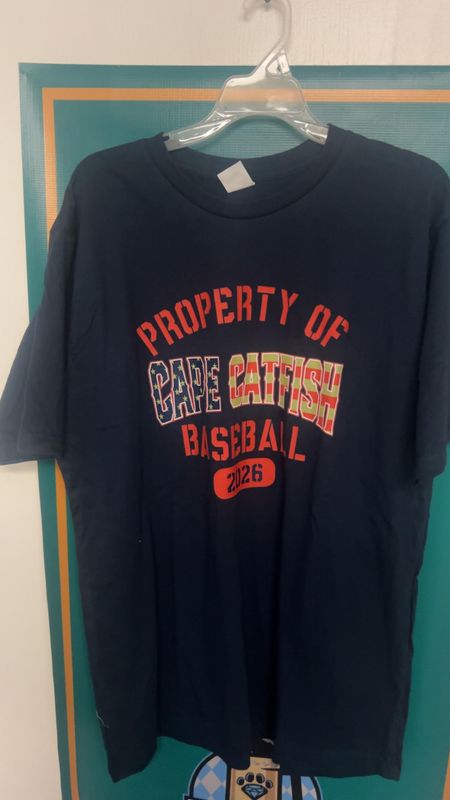 PROPERTY OF
CAPE CATFISH
BASEBALL
2026